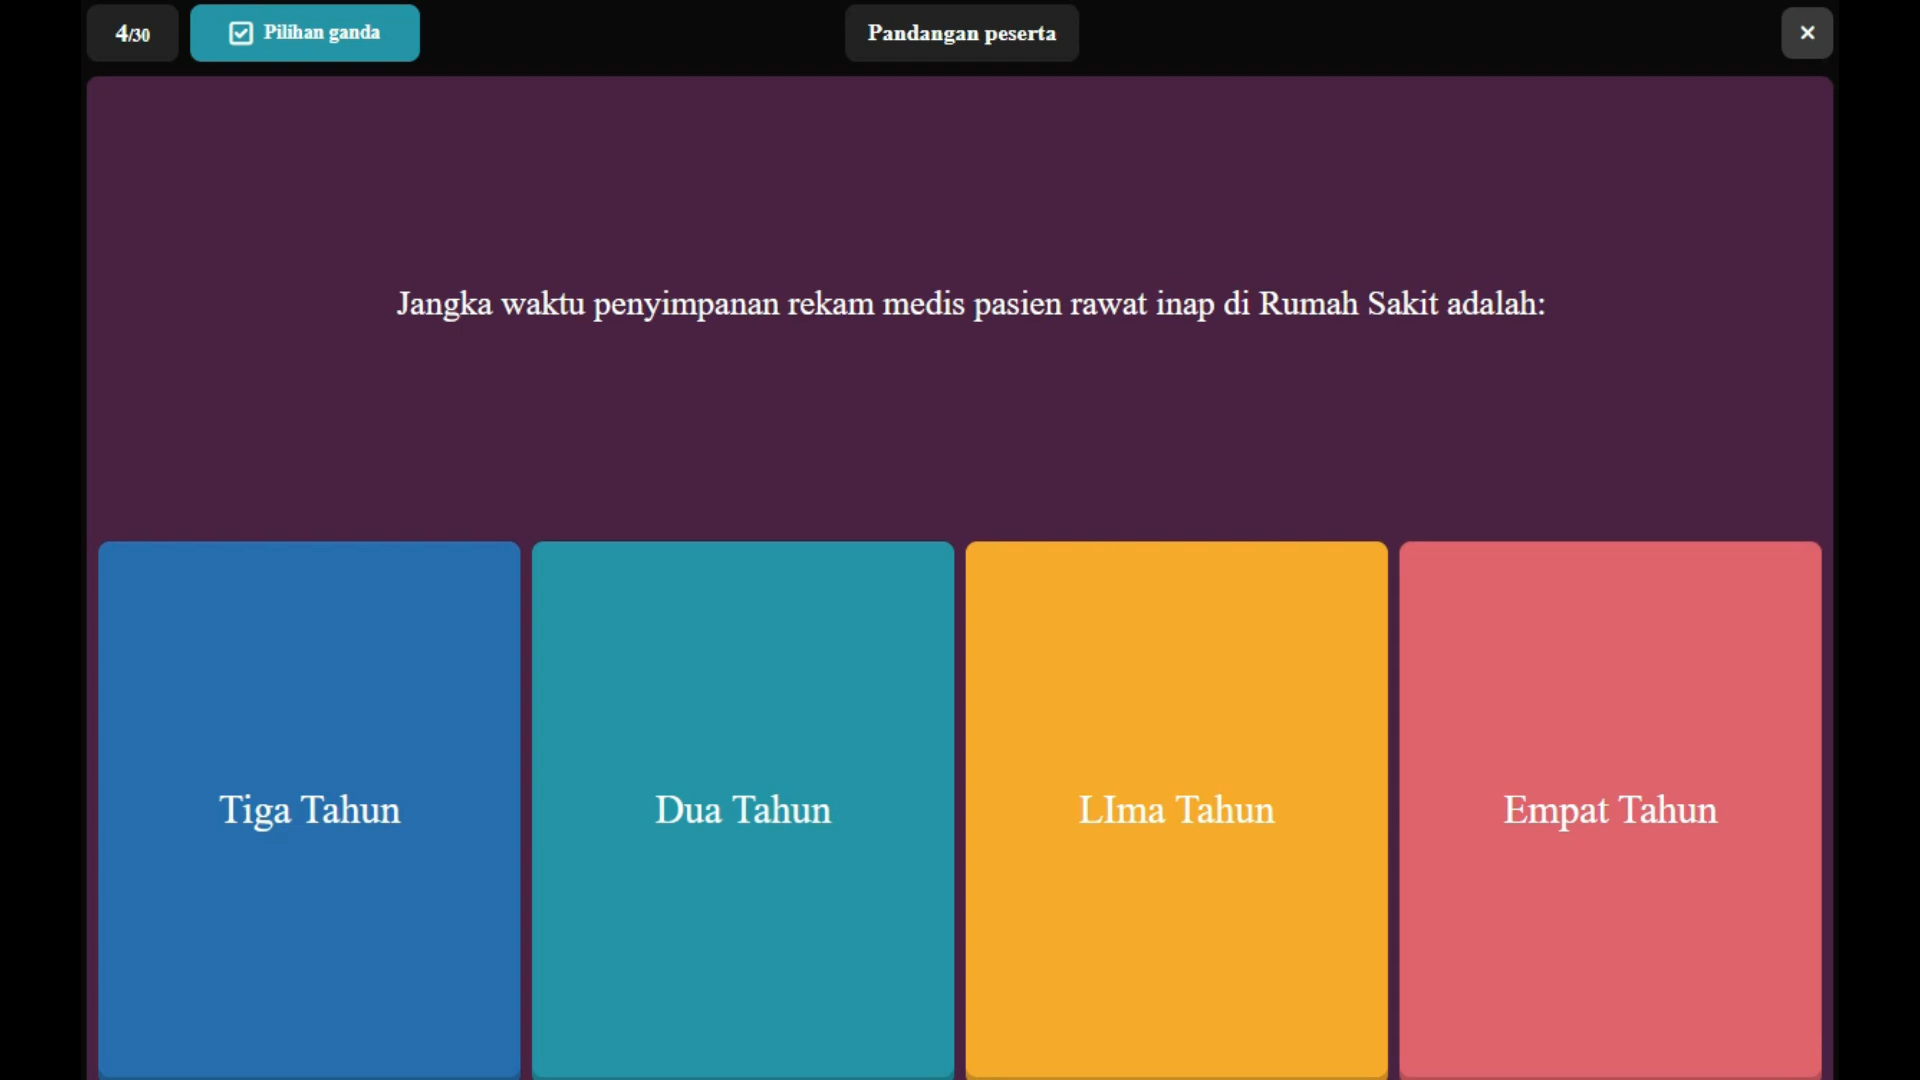 4/30
Pilihan ganda
Pandangan peserta
Jangka waktu penyimpanan rekam medis pasien rawat inap di Rumah Sakit adalah:
Tiga Tahun
Dua Tahun
LIma Tahun
Empat Tahun